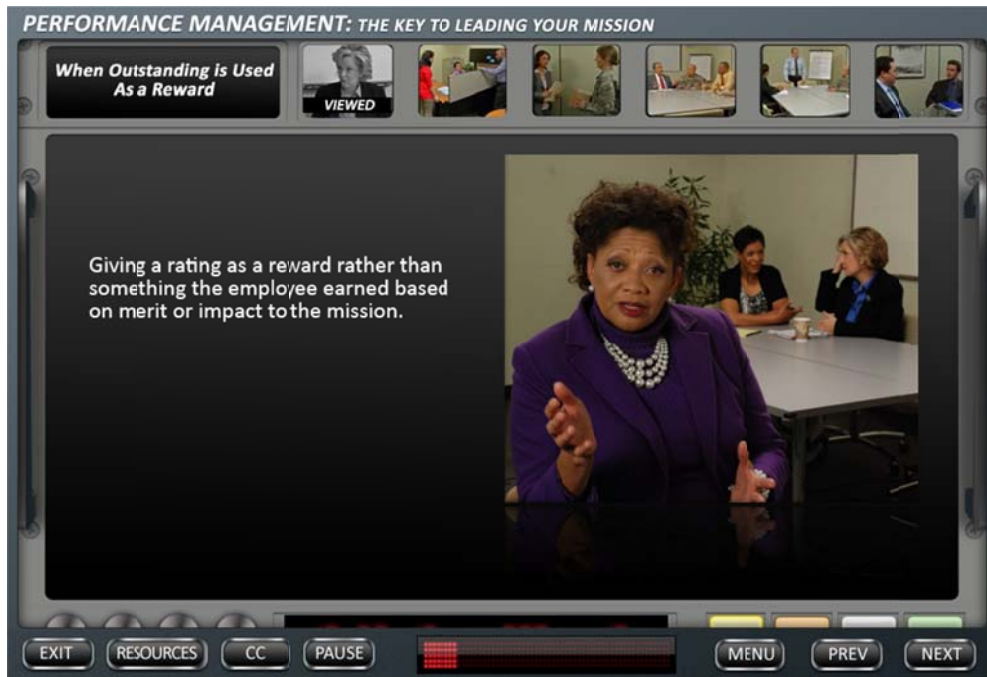 PERFORMANCE MANAGEMENT: THE KEY TO LEADING YOUR MISSION
When Outstanding is Used
As a Reward
VIEWED
Giving a rating as a reward rather than
something the employee earned based
on merit or impact to the mission.
EXIT
RESOURCES
CC
PAUSE
MENU
PREV
NEXT